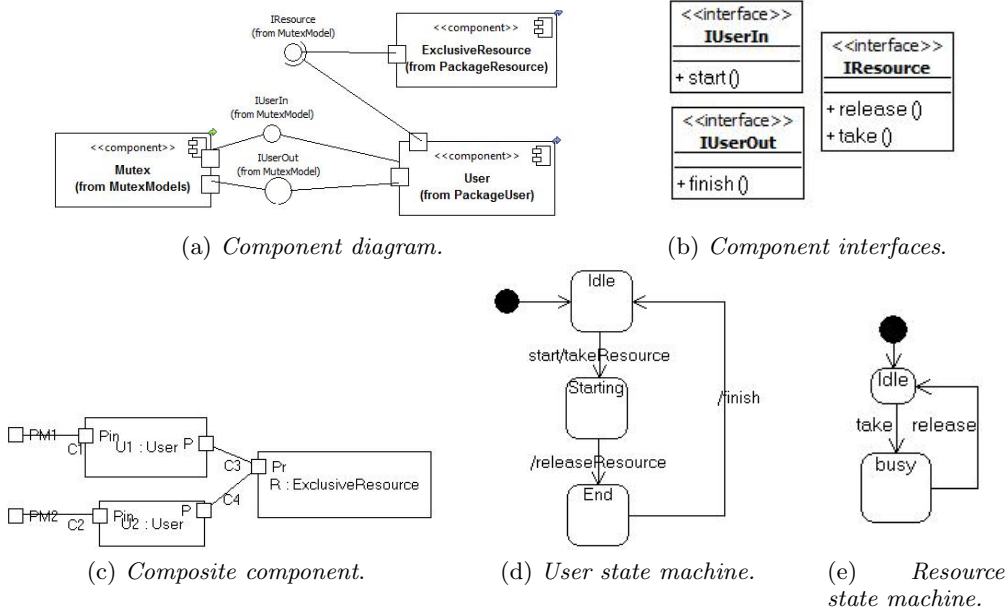 IResource
(from MutexModel)
<<component>>
ExclusiveResource
(from PackageResource)
IUserIn
(from MutexModel)
<<component>>
Mutex
(from MutexModels)
IUserOut
(from MutexModel)
<<component>>
User
(from PackageUser)
(a) Component diagram.
<<interface>>
IUserIn
+ start ()
<<interface>>
IUserOut
+ finish ()
<<interface>>
IResource
+ release ()
+ take ()
(b) Component interfaces.
PM1
C1
Pin
U1 : User
P
C3
Pr
R : ExclusiveResource
C4
PM2
C2
Pin
U2 : User
P
(c) Composite component.
Idle
start/takeResource
Starting
/finish
/releaseResource
End
(d) User state machine.
Idle
take
release
busy
(e) Resource
state machine.